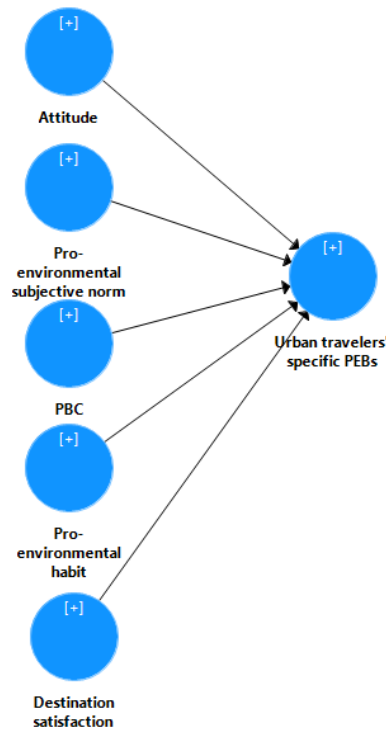 [+]
Attitude
[+]
Pro-
environmental
subjective norm
[+]
PBC
[+]
Pro-
environmental
habit
[+]
Destination
satisfaction
[+]
Urban travelers'
specific PEBs